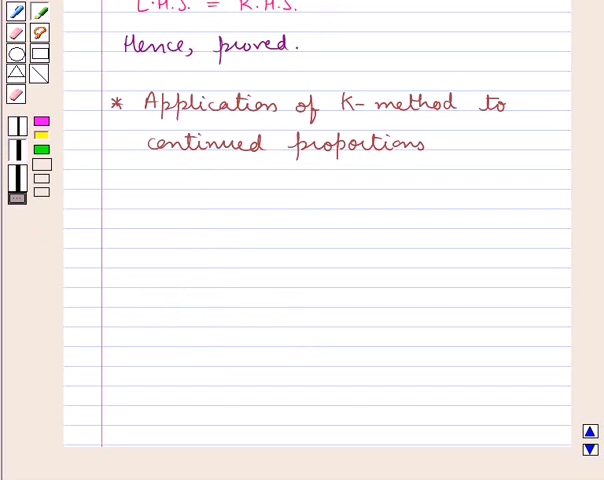 L.H.S. = R.H.S.
Hence, proved.
* Application of K-method to
continued proportions